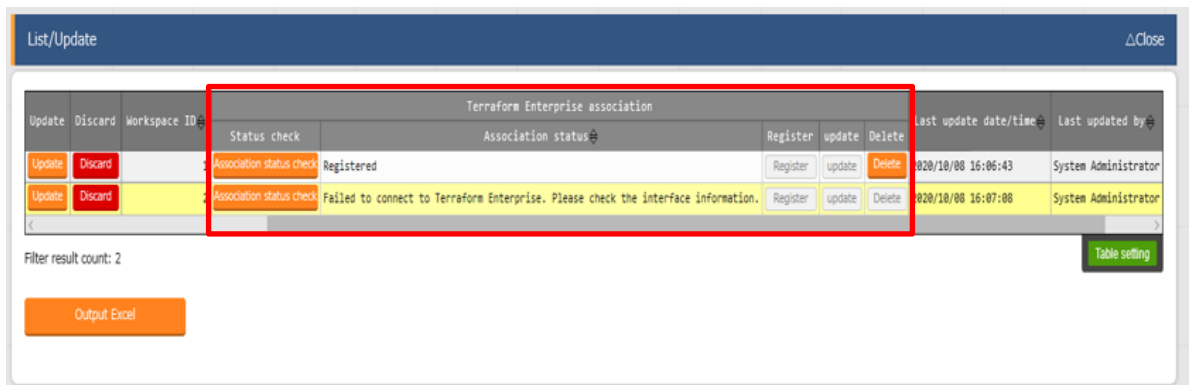 List/Update
△Close
Terraform Enterprise association
Update Discard Workspace ID Status check Association status Register update Delete Last update date/time Last updated by
Update Discard 1 Association status check Registered Register update Delete 2020/10/08 16:06:43 System Administrator
Update Discard 2 Association status check Failed to connect to Terraform Enterprise. Please check the interface information. Register update Delete 2020/10/08 16:07:08 System Administrator
Filter result count: 2
Table setting
Output Excel